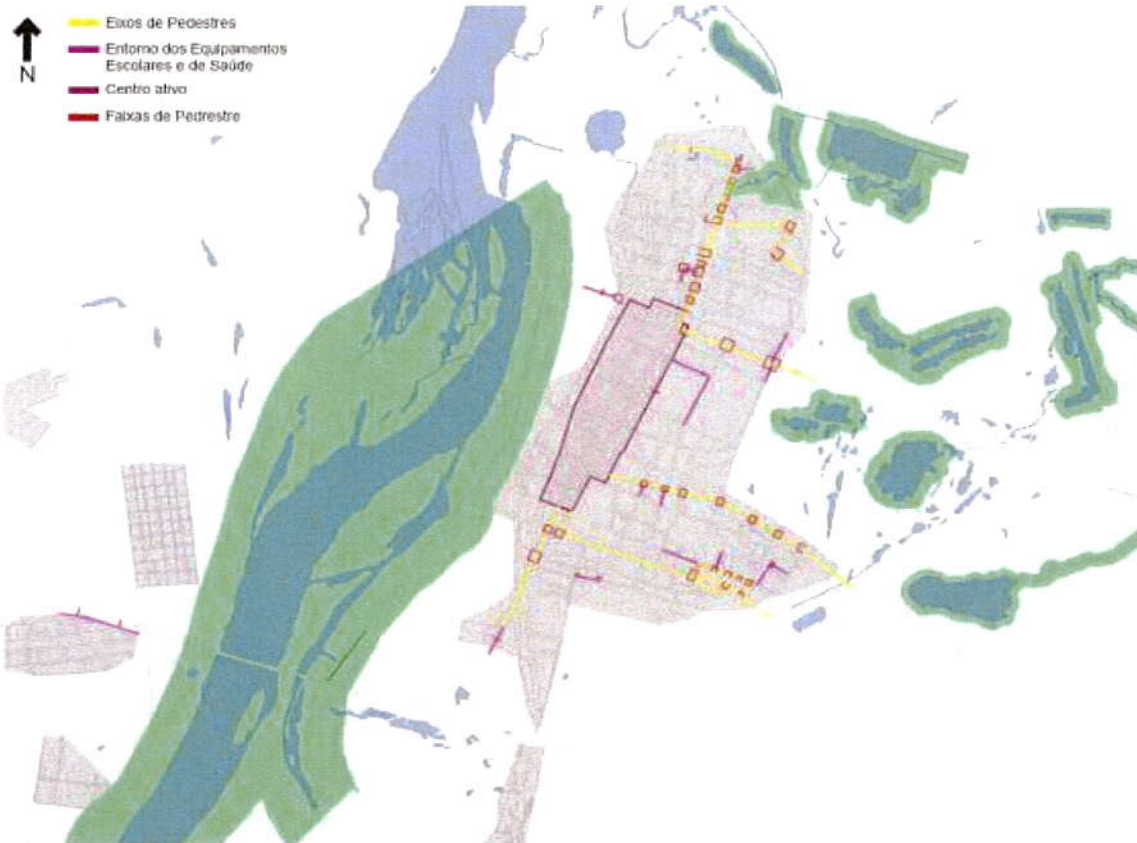 Eixos de Pedestres
Entorno dos Equipamentos
Escolares e de Saúde
Centro ativo
Faixas de Pedrestre
N